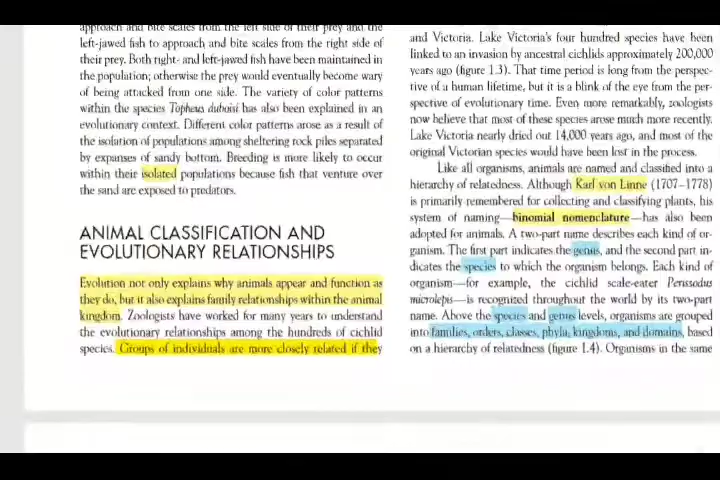 approach and bite scales from the left side of their prey and the
left-jawed fish to approach and bite scales from the right side of
their prey. Both right- and left-jawed fish have been maintained in
the population; otherwise the prey would eventually become wary
of being attacked from one side. The variety of color patterns
within the species Topheus duboisi has also been explained in an
evolutionary context. Different color patterns arose as a result of
the isolation of populations among sheltering rock piles separated
by expanses of sandy bottom. Breeding is more likely to occur
within their isolated populations because fish that venture over
the sand are exposed to predators.
ANIMAL CLASSIFICATION AND
EVOLUTIONARY RELATIONSHIPS
Evolution not only explains why animals appear and function as
they do, but it also explains family relationships within the animal
kingdom. Zoologists have worked for many years to understand
the evolutionary relationships among the hundreds of cichlid
species. Groups of individuals are more closely related if they
and Victoria. Lake Victoria's four hundred species have been
linked to an invasion by ancestral cichlids approximately 200,000
years ago (figure 1.3). That time period is long from the perspec-
tive of a human lifetime, but it is a blink of the eye from the per-
spective of evolutionary time. Even more remarkably, zoologists
now believe that most of these species arose much more recently.
Lake Victoria nearly dried out 14,000 years ago, and most of the
original Victorian species would have been lost in the process.
Like all organisms, animals are named and classified into a
hierarchy of relatedness. Although Karl von Linne (1707–1778)
is primarily remembered for collecting and classifying plants, his
system of naming—binomial nomenclature—has also been
adopted for animals. A two-part name describes each kind of or-
ganism. The first part indicates the genus, and the second part in-
dicates the species to which the organism belongs. Each kind of
organism—for example, the cichlid scale-eater Perissodus
microlepis—is recognized throughout the world by its two-part
name. Above the species and genus levels, organisms are grouped
into families, orders, classes, phyla, kingdoms, and domains, based
on a hierarchy of relatedness (figure 1.4). Organisms in the same